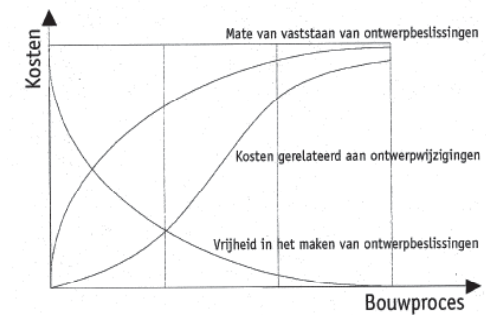 Mate van vaststaan van ontwerpbeslissingen
Kosten
Kosten gerelateerd aan ontwerpwijzigingen
Vrijheid in het maken van ontwerpbeslissingen
Bouwproces